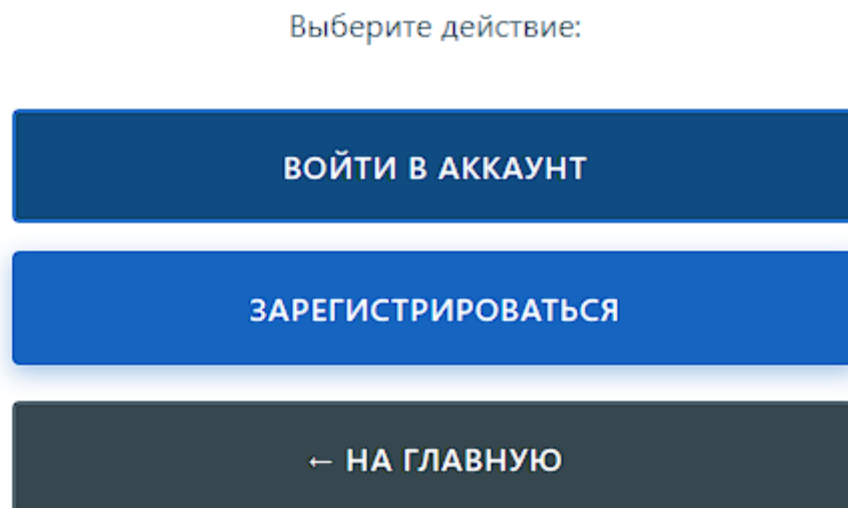 Выберите действие:
ВОЙТИ В АККАУНТ
ЗАРЕГИСТРИРОВАТЬСЯ
← НА ГЛАВНУЮ